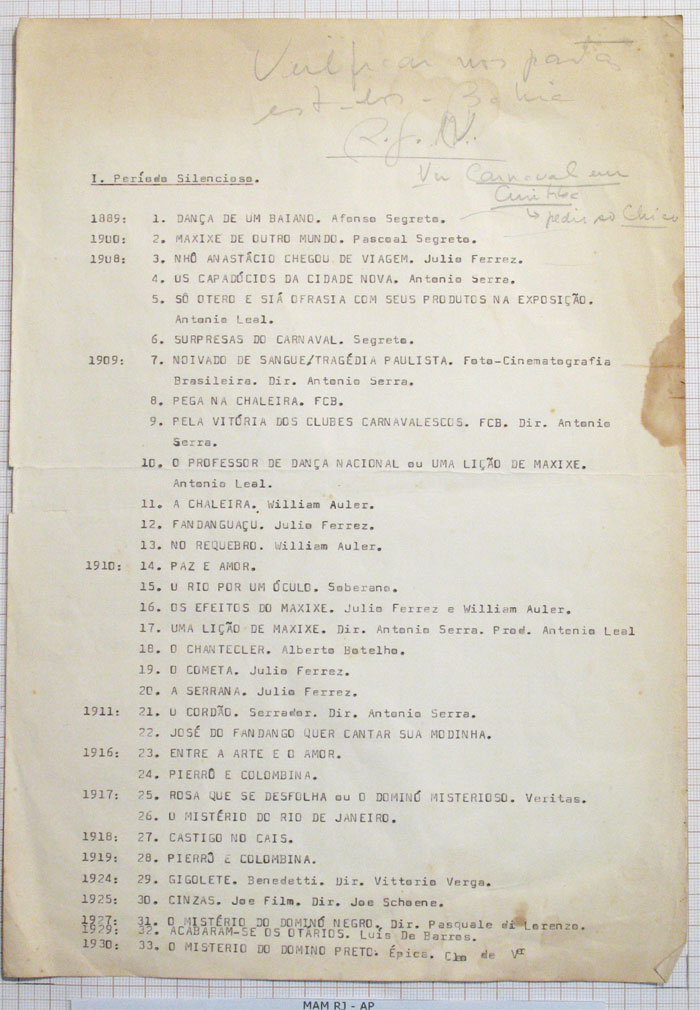 Verificar nos
Bahia
Ver Carnaval em
Curitiba
↳ pedir ao Chico
I. Período Silencioso.
1889: 1. DANÇA DE UM BAIANO. Afonso Segreto.
1900: 2. MAXIXE DE OUTRO MUNDO. Pascoal Segreto.
1908: 3. NHÔ ANASTÁCIO CHEGOU DE VIAGEM. Julio Ferrez.
4. OS CAPADÓCIOS DA CIDADE NOVA. Antonio Serra.
5. SÔ OTERO E SIÁ OFRASIA COM SEUS PRODUTOS NA EXPOSIÇÃO.
Antonio Leal.
6. SURPRESAS DO CARNAVAL. Segreto.
1909: 7. NOIVADO DE SANGUE/TRAGÉDIA PAULISTA. Foto-Cinematografia
Brasileira. Dir. Antonio Serra.
8. PEGA NA CHALEIRA. FCB.
9. PELA VITÓRIA DOS CLUBES CARNAVALESCOS. FCB. Dir. Antonio
Serra.
10. O PROFESSOR DE DANÇA NACIONAL ou UMA LIÇÃO DE MAXIXE.
Antonio Leal.
11. A CHALEIRA. William Auler.
12. FANDANGUAÇU. Julio Ferrez.
13. NO REQUEBRO. William Auler.
1910: 14. PAZ E AMOR.
15. O RIO POR UM ÓCULO. Soberano.
16. OS EFEITOS DO MAXIXE. Julio Ferrez e William Auler.
17. UMA LIÇÃO DE MAXIXE. Dir. Antonio Serra. Prod. Antonio Leal
18. O CHANTECLER. Alberto Botelho.
19. O COMETA. Julio Ferrez.
20. A SERRANA. Julio Ferrez.
1911: 21. O CORDÃO. Serrador. Dir. Antonio Serra.
22. JOSÉ DO FANDANGO QUER CANTAR SUA MODINHA.
1916: 23. ENTRE A ARTE E O AMOR.
24. PIERRÔ E COLOMBINA.
1917: 25. ROSA QUE SE DESFOLHA ou O DOMINÓ MISTERIOSO. Veritas.
26. O MISTÉRIO DO RIO DE JANEIRO.
1918: 27. CASTIGO NO CAIS.
1919: 28. PIERRÔ E COLOMBINA.
1924: 29. GIGOLETE. Benedetti. Dir. Vittorio Verga.
1925: 30. CINZAS. Joe Film. Dir. Joe Schoene.
1927: 31. O MISTÉRIO DO DOMINÓ NEGRO. Dir. Pasquale di Lorenzo.
1929: 32. ACABARAM-SE OS OTÁRIOS. Luís De Barros.
1930: 33. O MISTERIO DO DOMINO PRETO. Épica. Cleo de Ver
MAM RJ - AP